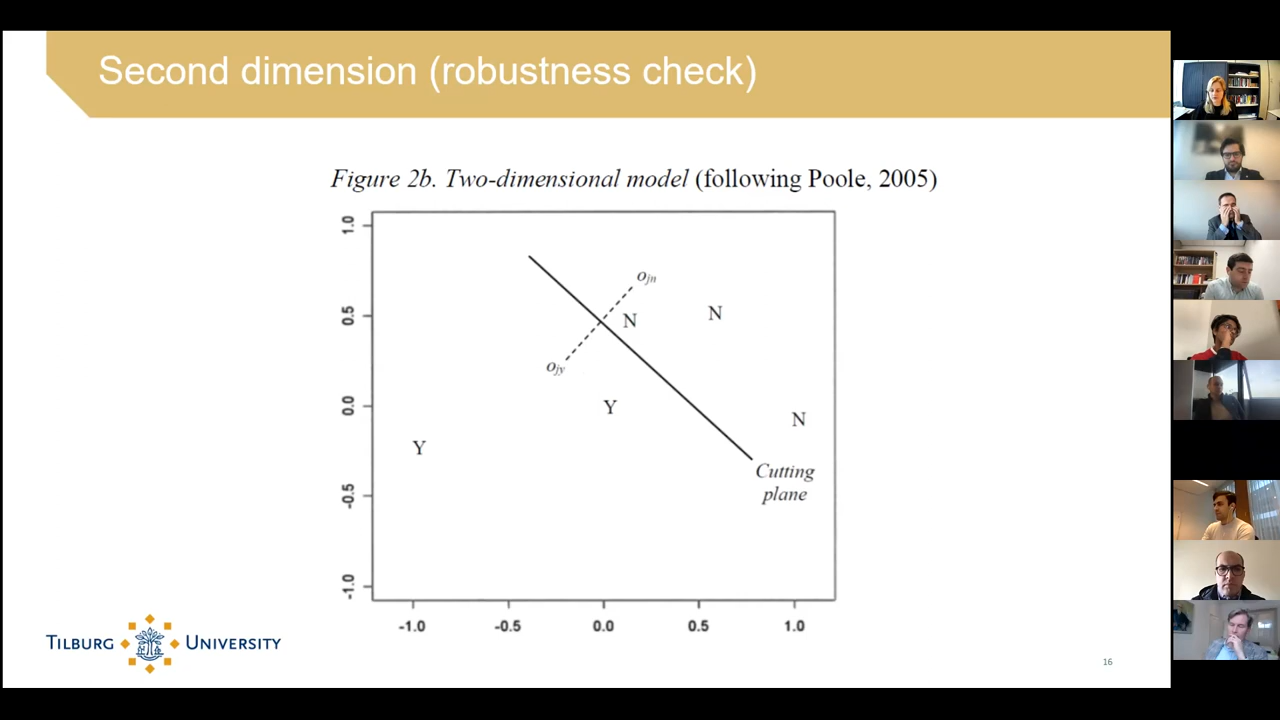 Second dimension (robustness check)
Figure 2b. Two-dimensional model (following Poole, 2005)
1.0
0.5
0.0
-0.5
-1.0
ojn
N
N
ojy
Y
N
Y
Cutting
plane
-1.0 -0.5 0.0 0.5 1.0
TILBURG UNIVERSITY
16